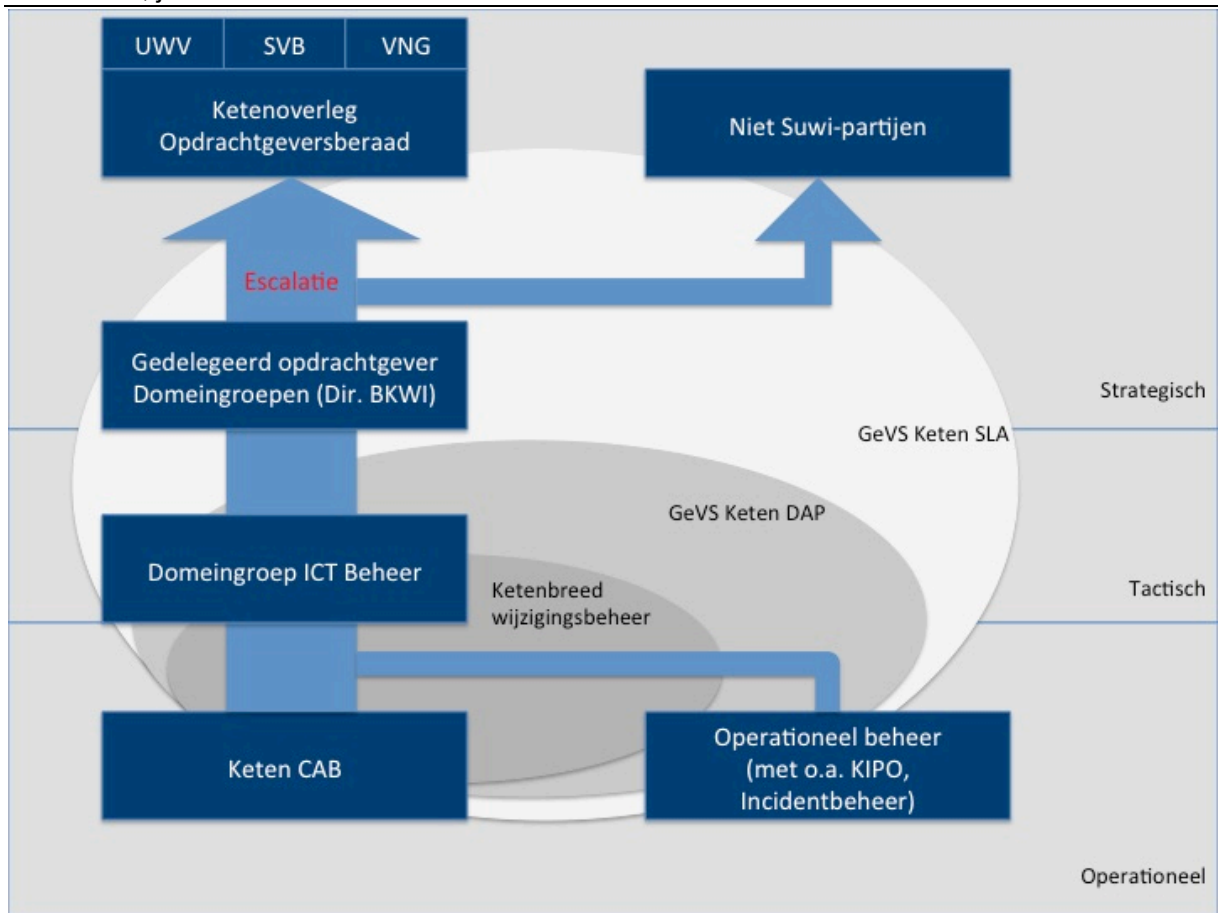 UWV
SVB
VNG
Ketenoverleg
Opdrachtgeversberaad
Niet Suwi-partijen
Escalatie
Gedelegeerd opdrachtgever
Domeingroepen (Dir. BKWI)
Strategisch
GeVS Keten SLA
GeVS Keten DAP
Domeingroep ICT Beheer
Ketenbreed
wijzigingsbeheer
Tactisch
Keten CAB
Operationeel beheer
(met o.a. KIPO,
Incidentbeheer)
Operationeel